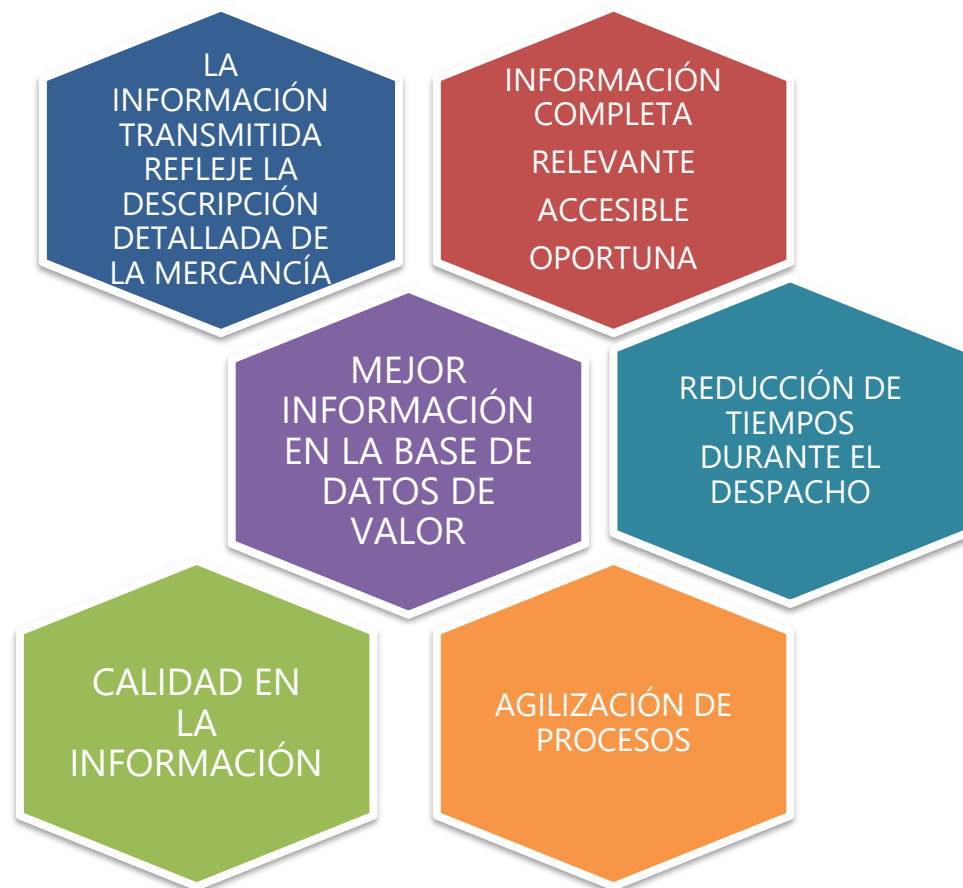 LA
INFORMACIÓN
TRANSMITIDA
REFLEJE LA
DESCRIPCIÓN
DETALLADA DE
LA MERCANCÍA
INFORMACIÓN
COMPLETA
RELEVANTE
ACCESIBLE
OPORTUNA
MEJOR
INFORMACIÓN
EN LA BASE DE
DATOS DE
VALOR
REDUCCIÓN DE
TIEMPOS
DURANTE EL
DESPACHO
CALIDAD EN
LA
INFORMACIÓN
AGILIZACIÓN DE
PROCESOS